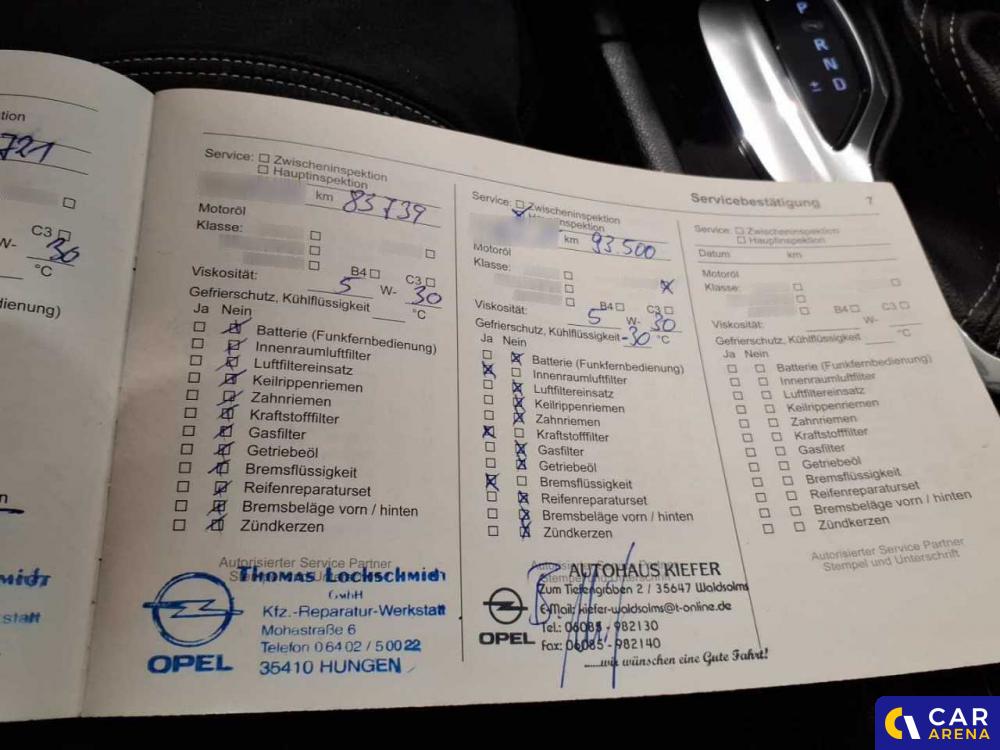 P
R
N
D
±
tion
721
C3
W- 30
°C
dienung)
n
midt
statt
Service: Zwischeninspektion
Hauptinspektion
km 83739
Motoröl
Klasse:
B4 C3
Viskosität: 5 W- 30
Gefrierschutz, Kühlflüssigkeit °C
Ja Nein
Batterie (Funkfernbedienung)
Innenraumluftfilter
Luftfiltereinsatz
Keilrippenriemen
Zahnriemen
Kraftstofffilter
Gasfilter
Getriebeöl
Bremsflüssigkeit
Reifenreparaturset
Bremsbeläge vorn / hinten
Zündkerzen
Autorisierter Service Partner
Stempel und Unterschrift
Thomas Lochschmidt
GmbH
Kfz.-Reparatur-Werkstatt
Mohastraße 6
Telefon 06402/50022
35410 HUNGEN
OPEL
Service: Zwischeninspektion
Hauptinspektion
km 93.500
Motoröl
Klasse:
B4 C3
Viskosität: 5 W- 30
Gefrierschutz, Kühlflüssigkeit -30 °C
Ja Nein
Batterie (Funkfernbedienung)
Innenraumluftfilter
Luftfiltereinsatz
Keilrippenriemen
Zahnriemen
Kraftstofffilter
Gasfilter
Getriebeöl
Bremsflüssigkeit
Reifenreparaturset
Bremsbeläge vorn / hinten
Zündkerzen
AUTOHAUS KIEFER
Zum Tiefengraben 2 / 35647 Waldsolms
E-Mail: kiefer-waldsolms@t-online.de
Tel.: 06085 - 982130
Fax: 06085 - 982140
.....wir wünschen eine Gute Fahrt!
OPEL
Servicebestätigung 7
Service: Zwischeninspektion
Hauptinspektion
Datum km
Motoröl
Klasse:
B4 C3
Viskosität: W-
Gefrierschutz, Kühlflüssigkeit °C
Ja Nein
Batterie (Funkfernbedienung)
Innenraumluftfilter
Luftfiltereinsatz
Keilrippenriemen
Zahnriemen
Kraftstofffilter
Gasfilter
Getriebeöl
Bremsflüssigkeit
Reifenreparaturset
Bremsbeläge vorn / hinten
Zündkerzen
Autorisierter Service Partner
Stempel und Unterschrift
CAR
ARENA